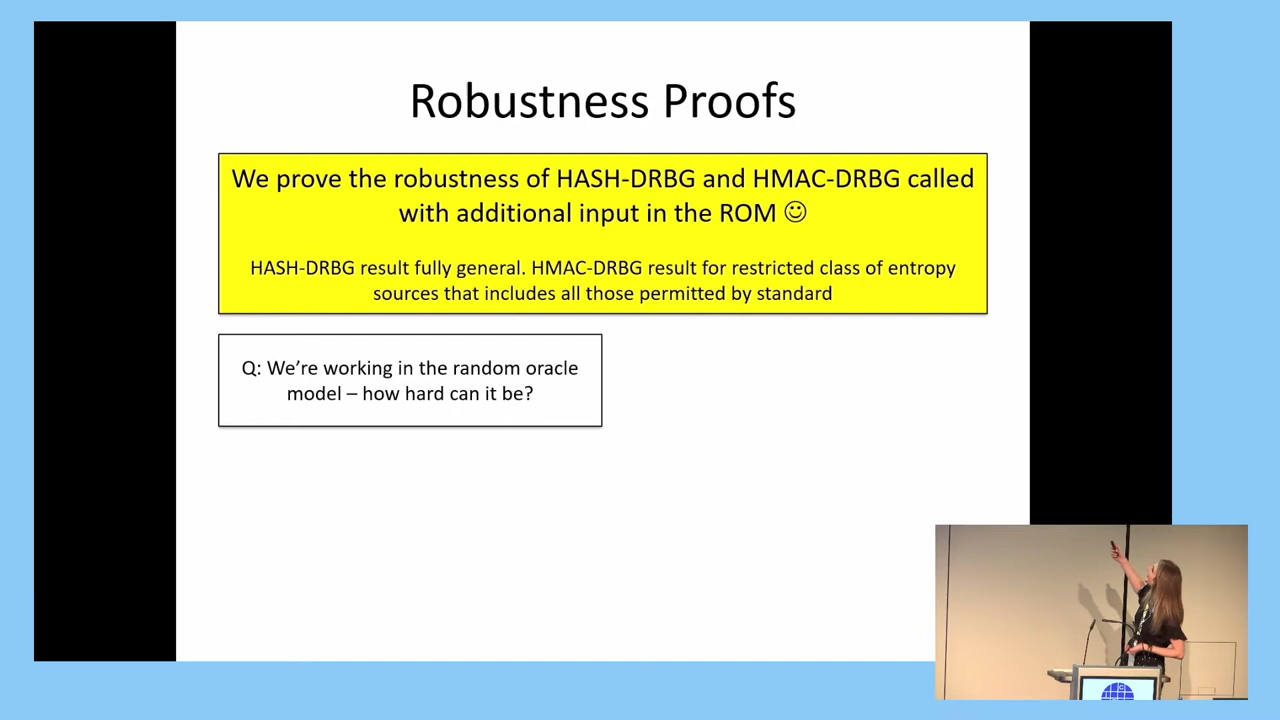 Robustness Proofs
We prove the robustness of HASH-DRBG and HMAC-DRBG called
with additional input in the ROM ☺
HASH-DRBG result fully general. HMAC-DRBG result for restricted class of entropy
sources that includes all those permitted by standard
Q: We’re working in the random oracle
model – how hard can it be?